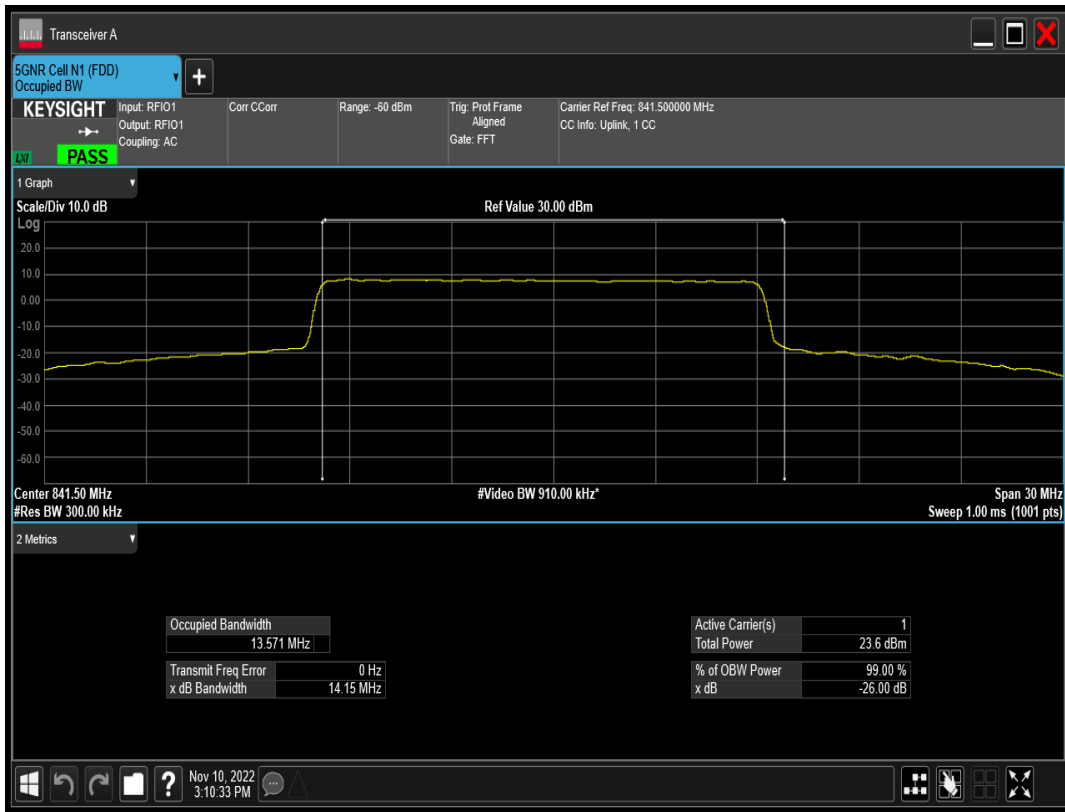 Transceiver A
5GNR Cell N1 (FDD)
Occupied BW
KEYSIGHT
LXI
PASS
Input: RFIO1
Output: RFIO1
Coupling: AC
Corr CCorr
Range: -60 dBm
Trig: Prot Frame
Aligned
Gate: FFT
Carrier Ref Freq: 841.500000 MHz
CC Info: Uplink, 1 CC
1 Graph
Scale/Div 10.0 dB
Ref Value 30.00 dBm
Log
20.0
10.0
0.00
-10.0
-20.0
-30.0
-40.0
-50.0
-60.0
Center 841.50 MHz
#Video BW 910.00 kHz*
Span 30 MHz
#Res BW 300.00 kHz
Sweep 1.00 ms (1001 pts)
2 Metrics
Occupied Bandwidth
13.571 MHz
Transmit Freq Error 0 Hz
x dB Bandwidth 14.15 MHz
Active Carrier(s) 1
Total Power 23.6 dBm
% of OBW Power 99.00 %
x dB -26.00 dB
?
Nov 10, 2022
3:10:33 PM